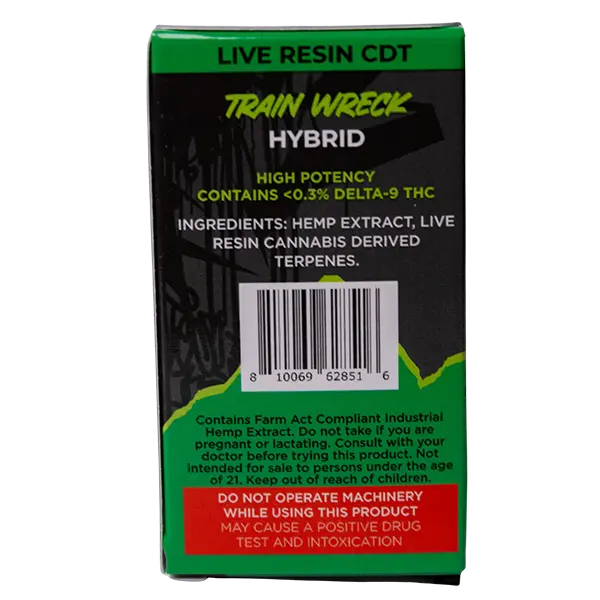 LIVE RESIN CDT
TRAIN WRECK
HYBRID
HIGH POTENCY
CONTAINS <0.3% DELTA-9 THC
INGREDIENTS: HEMP EXTRACT, LIVE
RESIN CANNABIS DERIVED
TERPENES.
8 10069 62851 6
Contains Farm Act Compliant Industrial
Hemp Extract. Do not take if you are
pregnant or lactating. Consult with your
doctor before trying this product. Not
intended for sale to persons under the age
of 21. Keep out of reach of children.
DO NOT OPERATE MACHINERY
WHILE USING THIS PRODUCT
MAY CAUSE A POSITIVE DRUG
TEST AND INTOXICATION